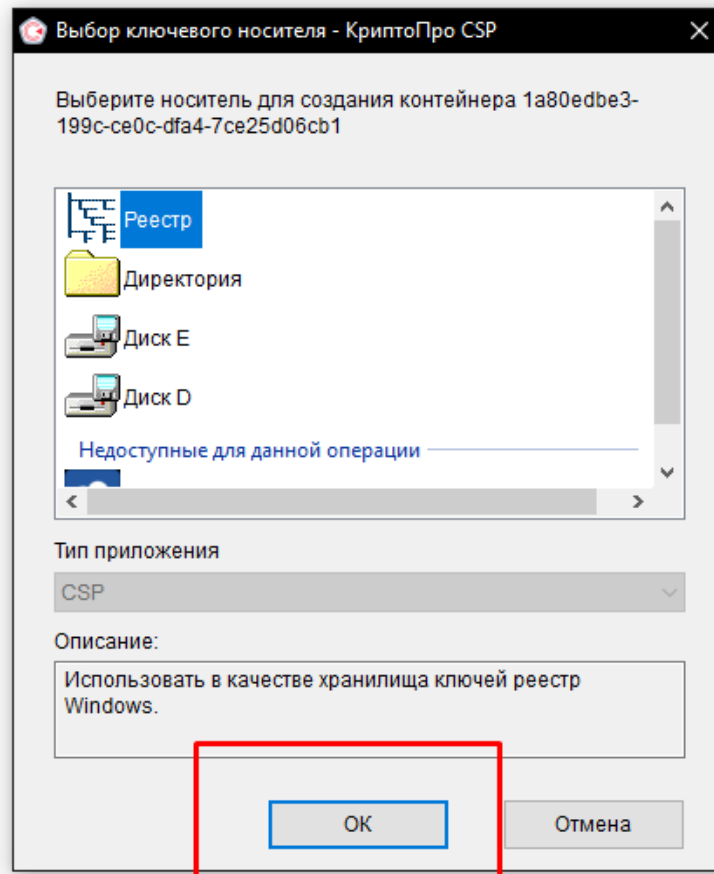 Выбор ключевого носителя - КриптоПро CSP
Выберите носитель для создания контейнера 1a80edbe3-
199c-ce0c-dfa4-7ce25d06cb1
Реестр
Директория
Диск E
Диск D
Недоступные для данной операции
Тип приложения
CSP
Описание:
Использовать в качестве хранилища ключей реестр
Windows.
ОК
Отмена